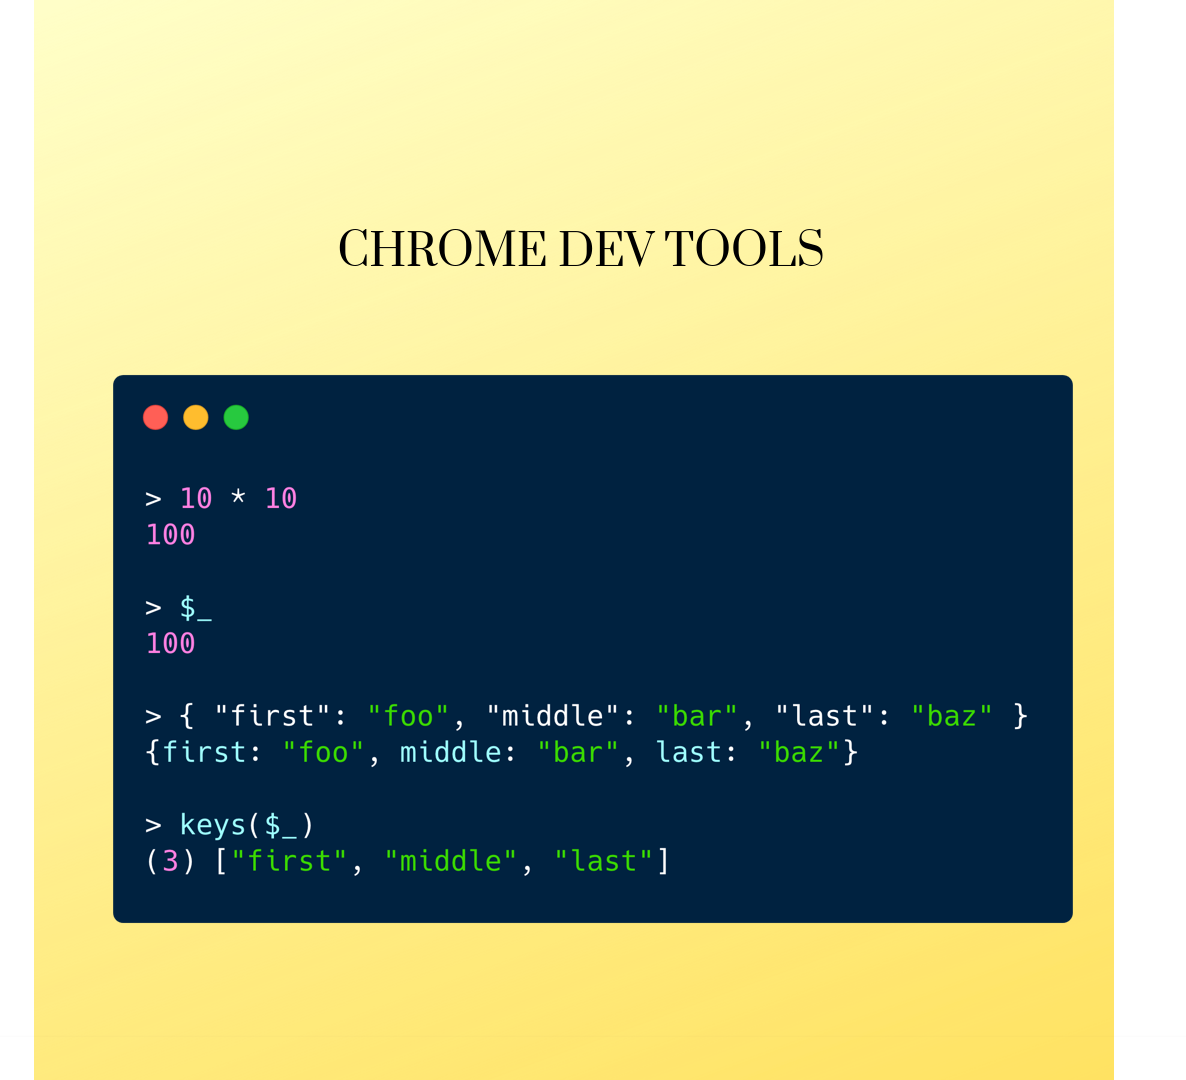 CHROME DEV TOOLS
> 10 * 10
100
> $_
100
> { "first": "foo", "middle": "bar", "last": "baz" }
{first: "foo", middle: "bar", last: "baz"}
> keys($_)
(3) ["first", "middle", "last"]